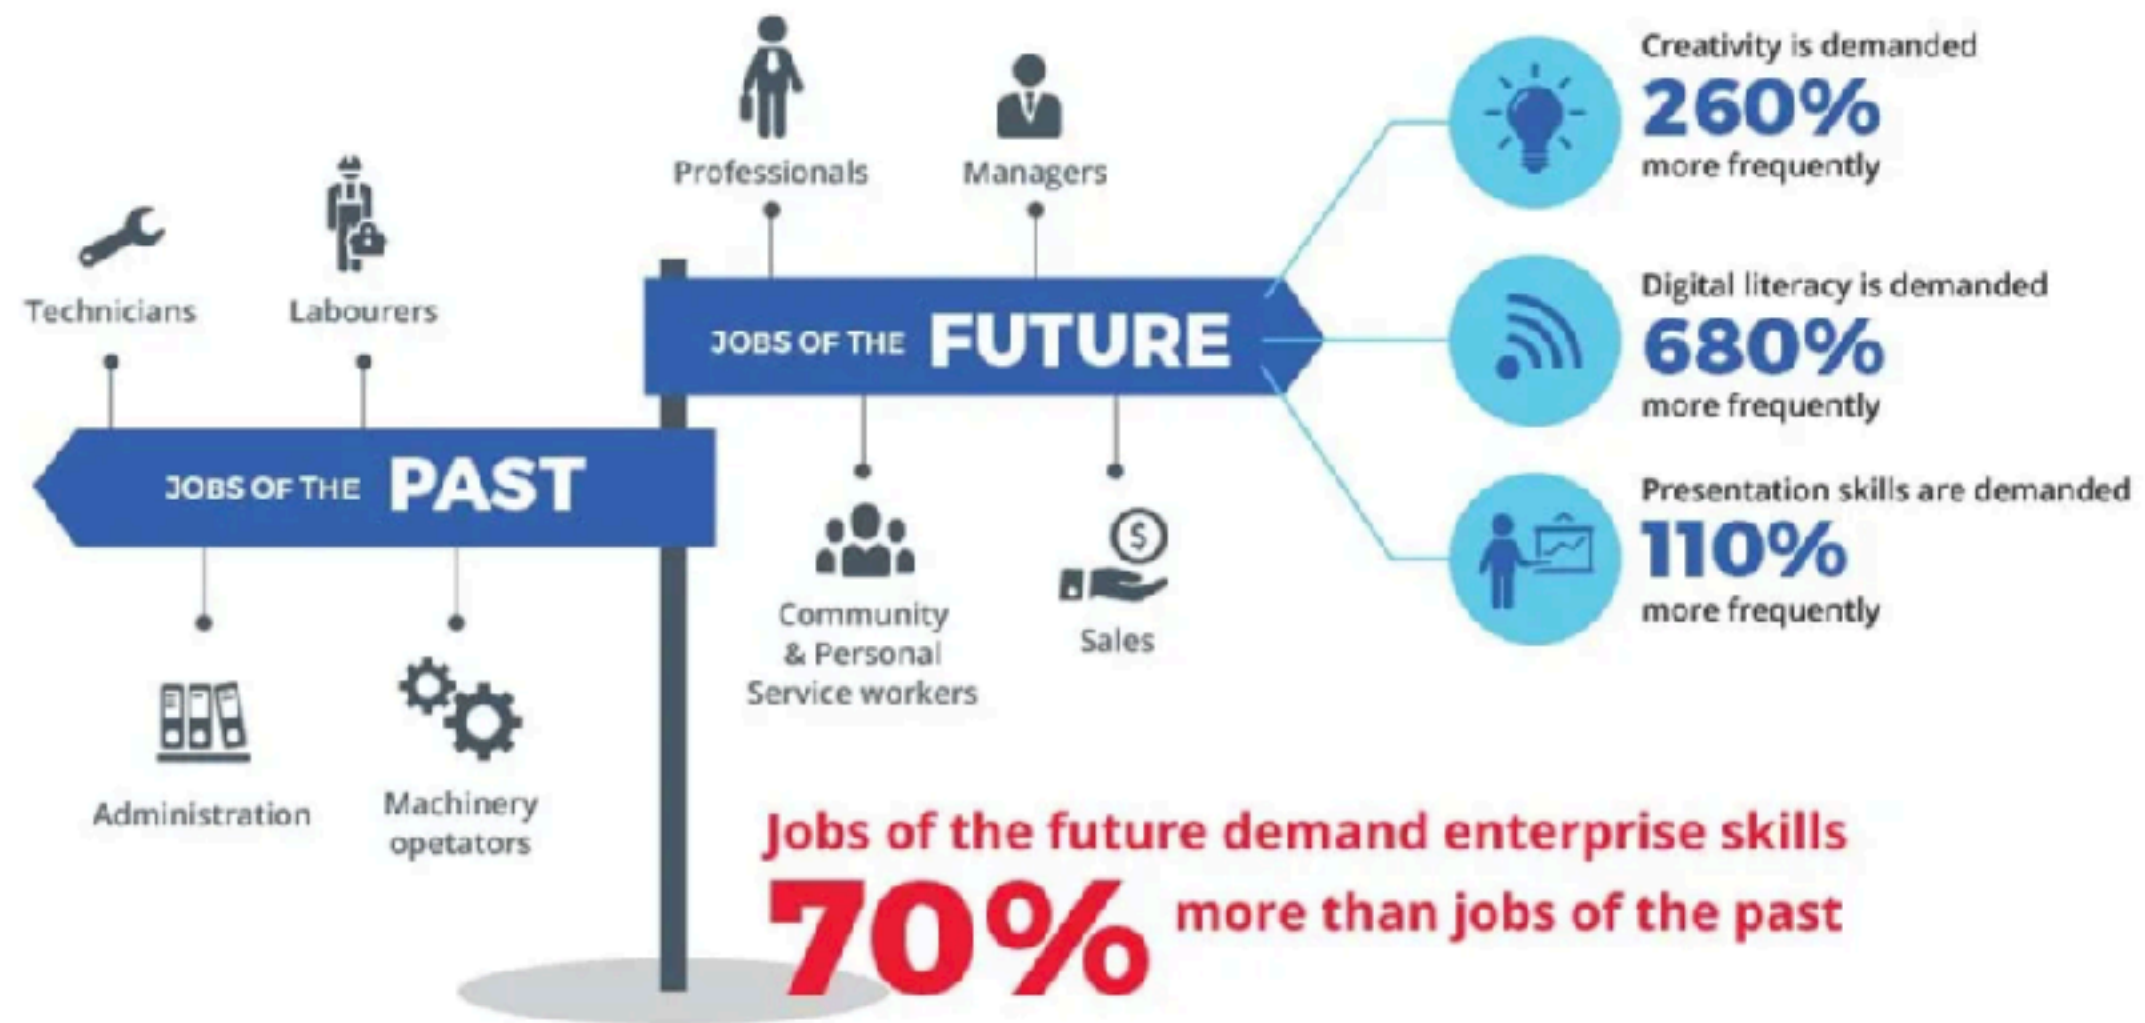 Technicians
Labourers
JOBS OF THE PAST
Administration
Machinery
opetators
Professionals
Managers
JOBS OF THE FUTURE
Community
& Personal
Service workers
$
Sales
Creativity is demanded
260%
more frequently
Digital literacy is demanded
680%
more frequently
Presentation skills are demanded
110%
more frequently
Jobs of the future demand enterprise skills
70% more than jobs of the past